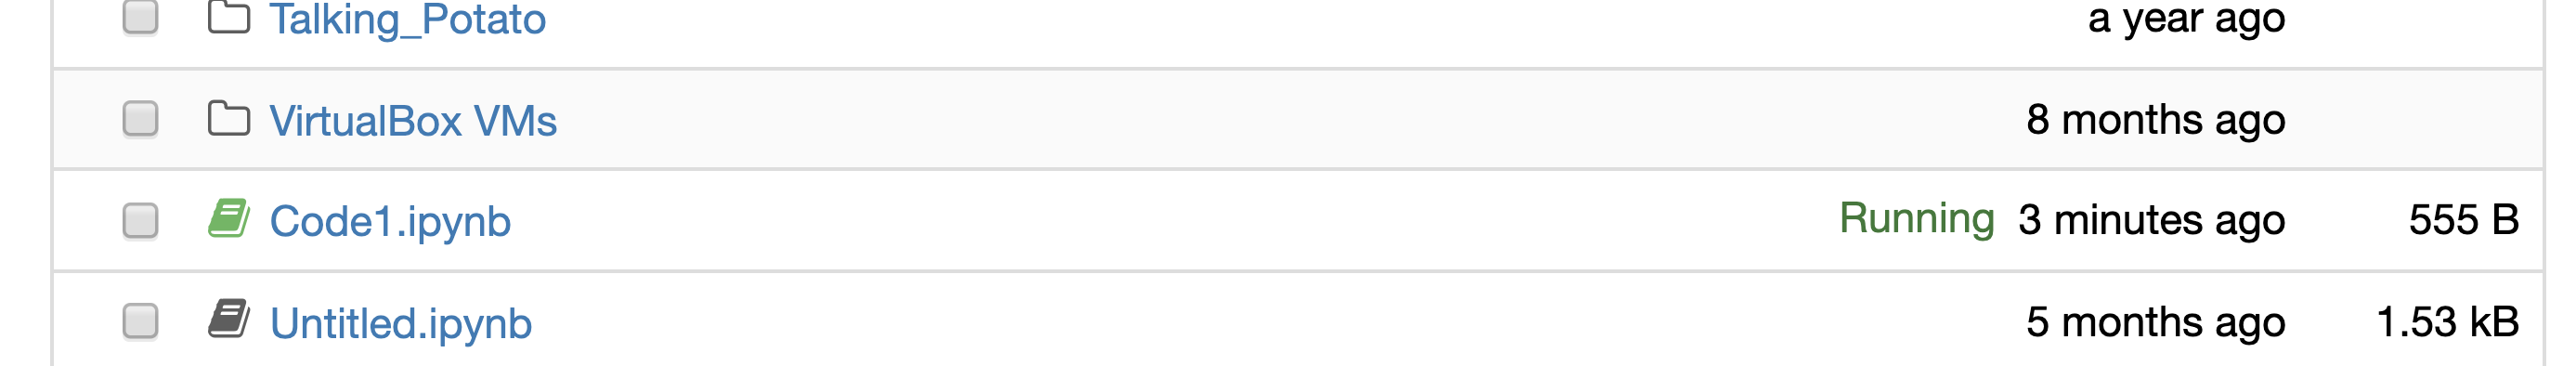 Talking_Potato a year ago
VirtualBox VMs 8 months ago
Code1.ipynb Running 3 minutes ago 555 B
Untitled.ipynb 5 months ago 1.53 kB